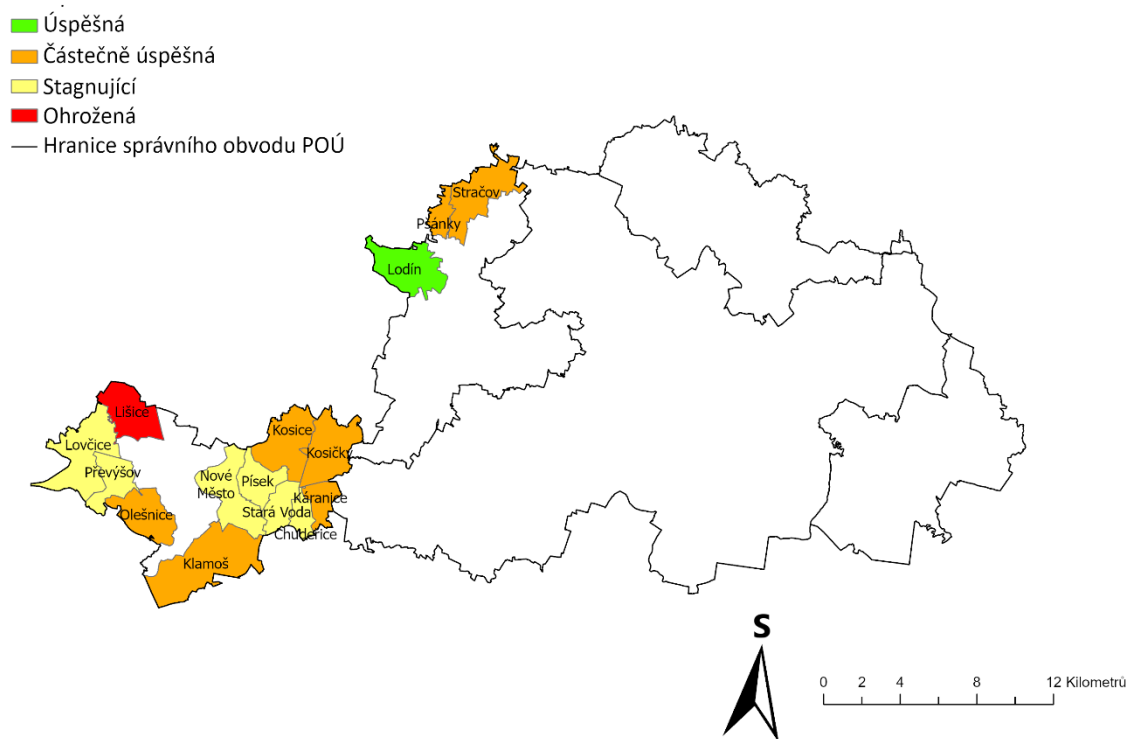 Úspěšná
Částečně úspěšná
Stagnující
Ohrožená
Hranice správního obvodu POÚ
Stračov
Pšánky
Lodín
Lišice
Lovčice
Převýšov
Olešnice
Kosice
Kosičky
Nové
Město
Písek
Káranice
Stará Voda
Chudeřice
Klamoš
S
0 2 4 8 12 Kilometrů